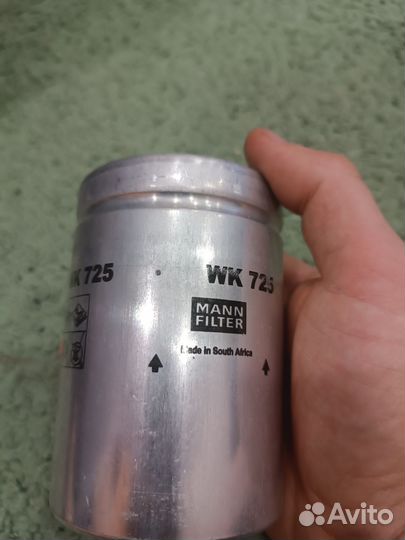 WK 725
WK 725
MANN
FILTER
Made in South Africa
Avito